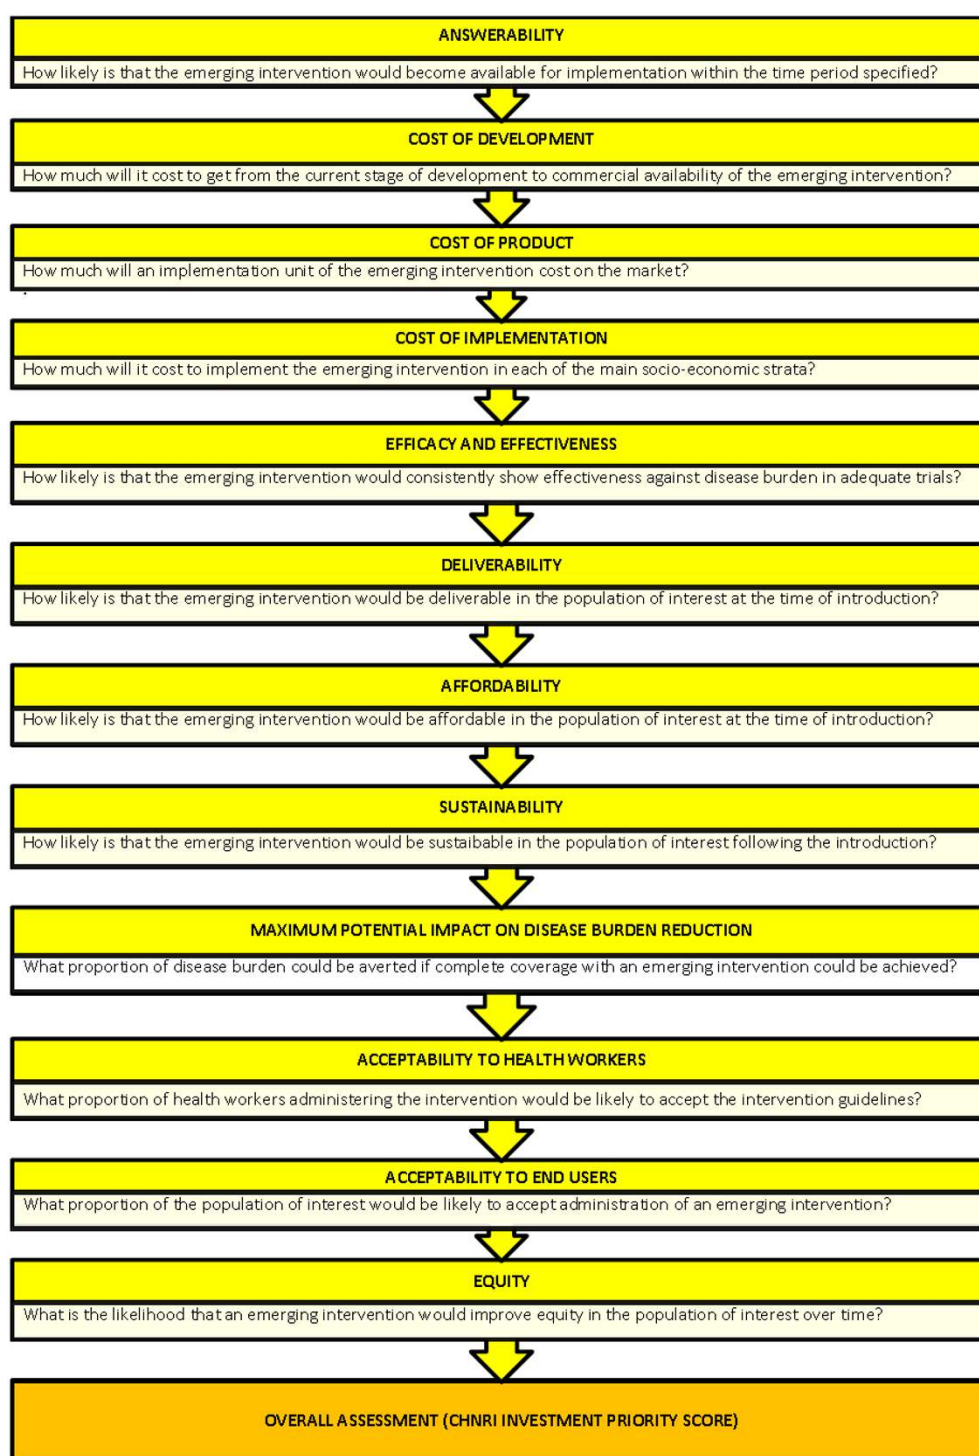 ANSWERABILITY
How likely is that the emerging intervention would become available for implementation within the time period specified?
COST OF DEVELOPMENT
How much will it cost to get from the current stage of development to commercial availability of the emerging intervention?
COST OF PRODUCT
How much will an implementation unit of the emerging intervention cost on the market?
.
COST OF IMPLEMENTATION
How much will it cost to implement the emerging intervention in each of the main socio-economic strata?
EFFICACY AND EFFECTIVENESS
How likely is that the emerging intervention would consistently show effectiveness against disease burden in adequate trials?
DELIVERABILITY
How likely is that the emerging intervention would be deliverable in the population of interest at the time of introduction?
AFFORDABILITY
How likely is that the emerging intervention would be affordable in the population of interest at the time of introduction?
SUSTAINABILITY
How likely is that the emerging intervention would be sustaibable in the population of interest following the introduction?
MAXIMUM POTENTIAL IMPACT ON DISEASE BURDEN REDUCTION
What proportion of disease burden could be averted if complete coverage with an emerging intervention could be achieved?
ACCEPTABILITY TO HEALTH WORKERS
What proportion of health workers administering the intervention would be likely to accept the intervention guidelines?
ACCEPTABILITY TO END USERS
What proportion of the population of interest would be likely to accept administration of an emerging intervention?
EQUITY
What is the likelihood that an emerging intervention would improve equity in the population of interest over time?
OVERALL ASSESSMENT (CHNRI INVESTMENT PRIORITY SCORE)